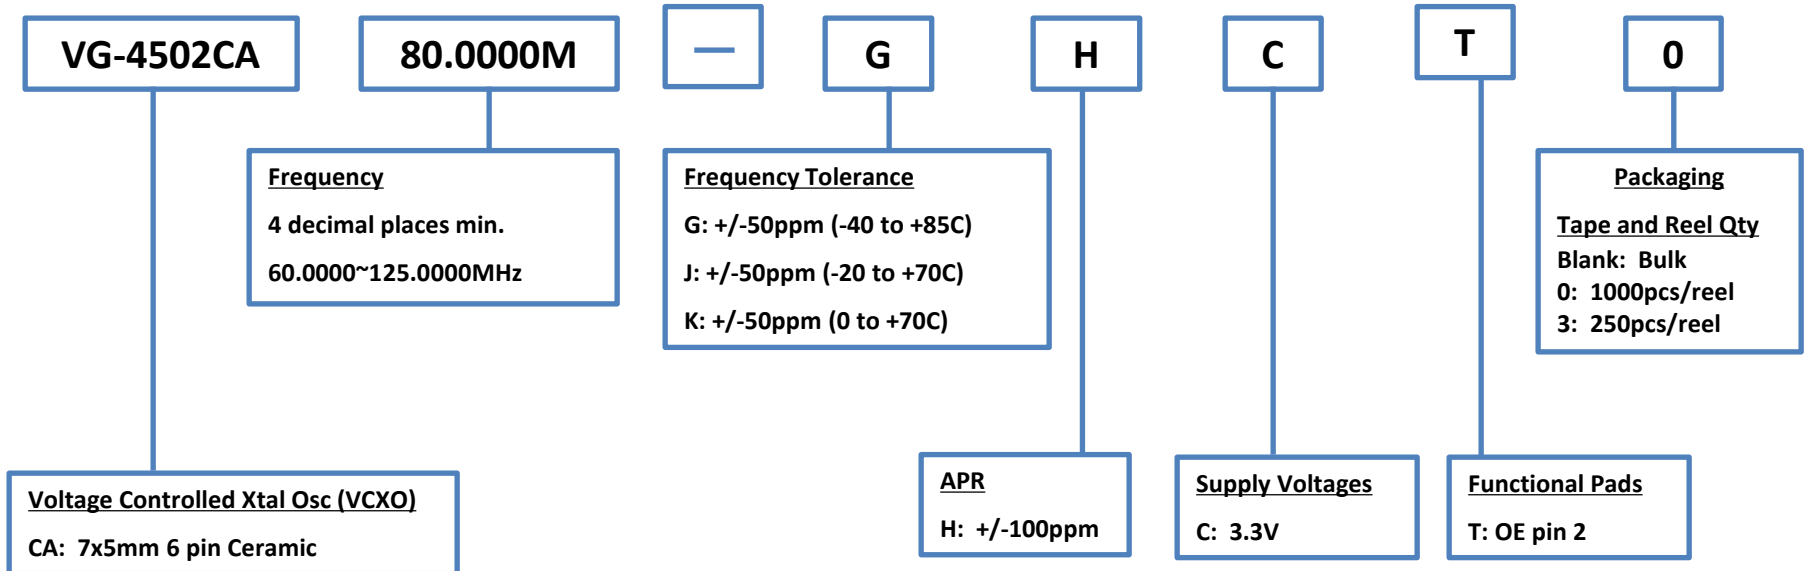 VG-4502CA 80.0000M — G H C T 0
Frequency
4 decimal places min.
60.0000~125.0000MHz
Frequency Tolerance
G: +/-50ppm (-40 to +85C)
J: +/-50ppm (-20 to +70C)
K: +/-50ppm (0 to +70C)
Packaging
Tape and Reel Qty
Blank: Bulk
0: 1000pcs/reel
3: 250pcs/reel
Voltage Controlled Xtal Osc (VCXO)
CA: 7x5mm 6 pin Ceramic
APR
H: +/-100ppm
Supply Voltages
C: 3.3V
Functional Pads
T: OE pin 2